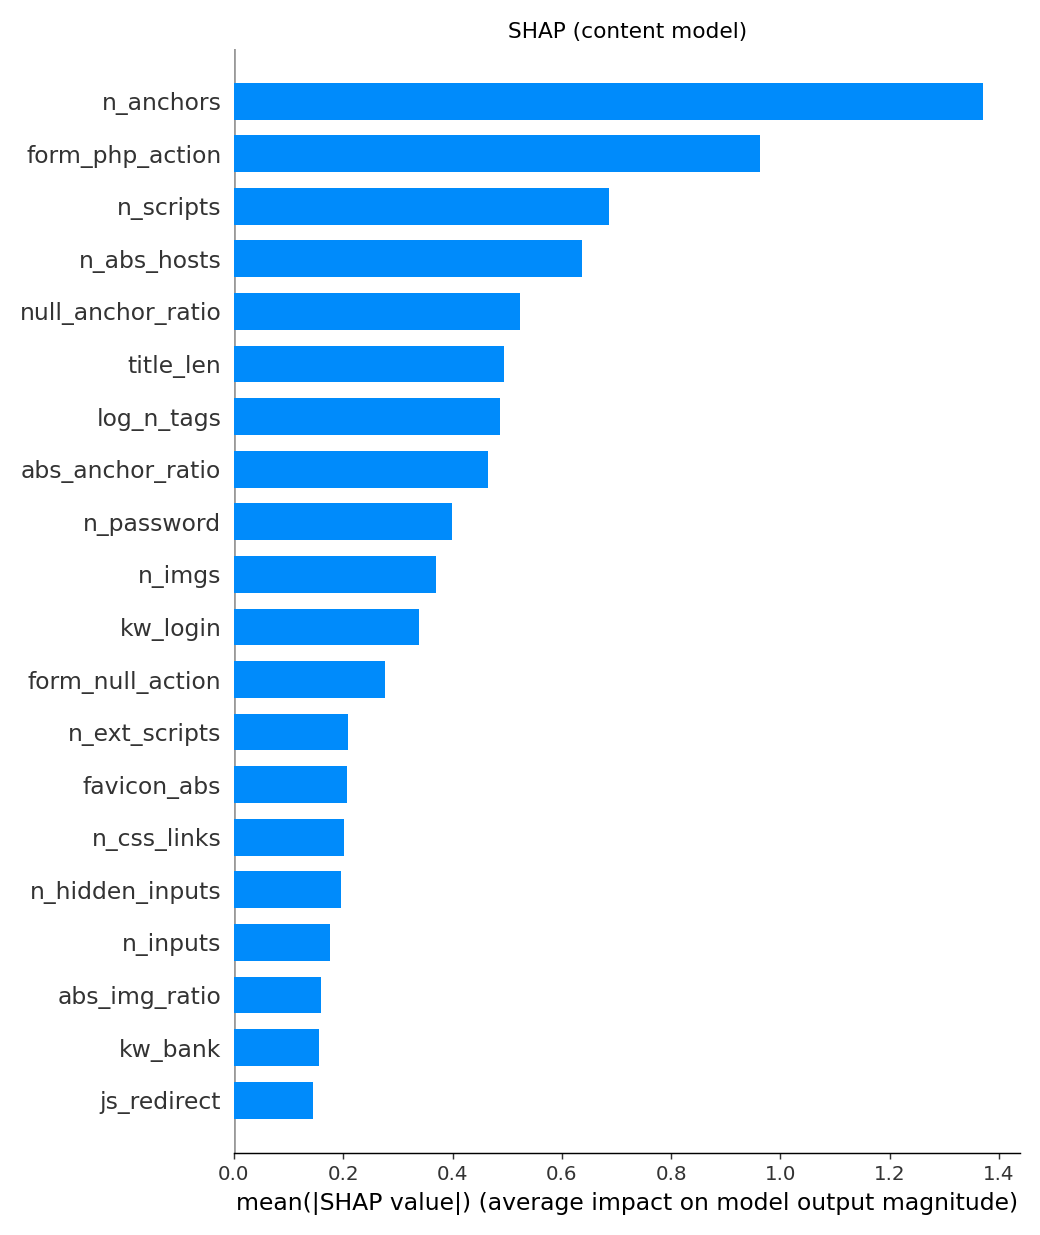 SHAP (content model)
n_anchors
form_php_action
n_scripts
n_abs_hosts
null_anchor_ratio
title_len
log_n_tags
abs_anchor_ratio
n_password
n_imgs
kw_login
form_null_action
n_ext_scripts
favicon_abs
n_css_links
n_hidden_inputs
n_inputs
abs_img_ratio
kw_bank
js_redirect
0.0 0.2 0.4 0.6 0.8 1.0 1.2 1.4
mean(|SHAP value|) (average impact on model output magnitude)